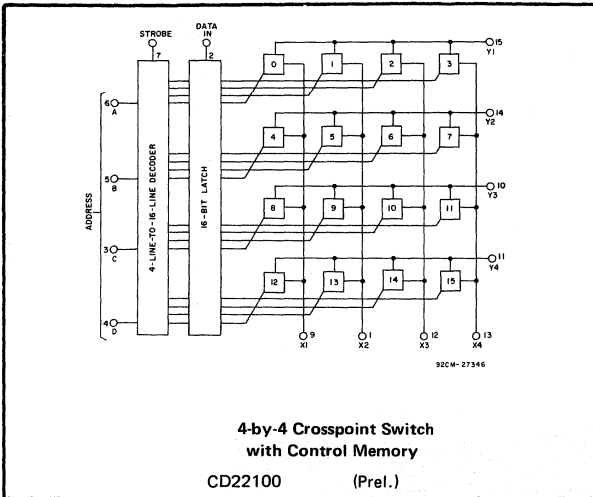 STROBE
DATA
IN
7
2
15
Y1
0
1
2
3
6
A
14
Y2
4
5
6
7
5
B
ADDRESS
4-LINE-TO-16-LINE DECODER
16-BIT LATCH
10
Y3
8
9
10
11
3
C
11
Y4
12
13
14
15
4
D
9
X1
1
X2
12
X3
13
X4
92CM-27346
4-by-4 Crosspoint Switch
with Control Memory
CD22100 (Prel.)